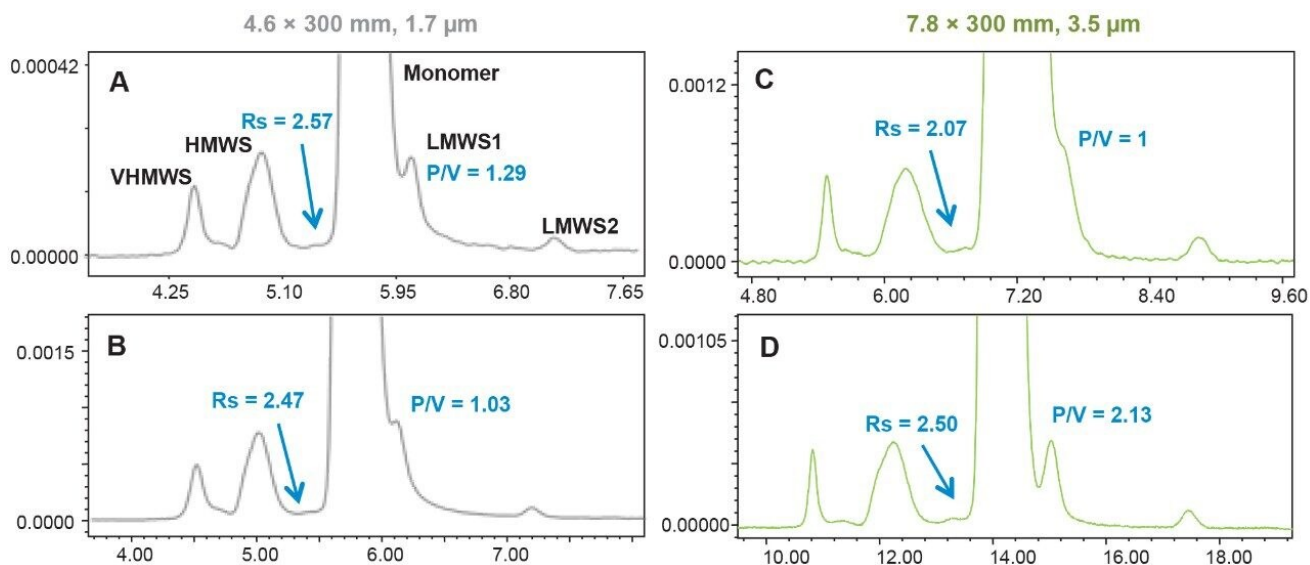 4.6 × 300 mm, 1.7 µm
0.00042
A
Monomer
Rs = 2.57
HMWS
LMWS1
P/V = 1.29
VHMWS
LMWS2
0.00000
4.25 5.10 5.95 6.80 7.65
B
0.0015
Rs = 2.47
P/V = 1.03
0.0000
4.00 5.00 6.00 7.00
7.8 × 300 mm, 3.5 µm
C
0.0012
Rs = 2.07
P/V = 1
0.0000
4.80 6.00 7.20 8.40 9.60
D
0.00105
Rs = 2.50
P/V = 2.13
0.00000
10.00 12.00 14.00 16.00 18.00